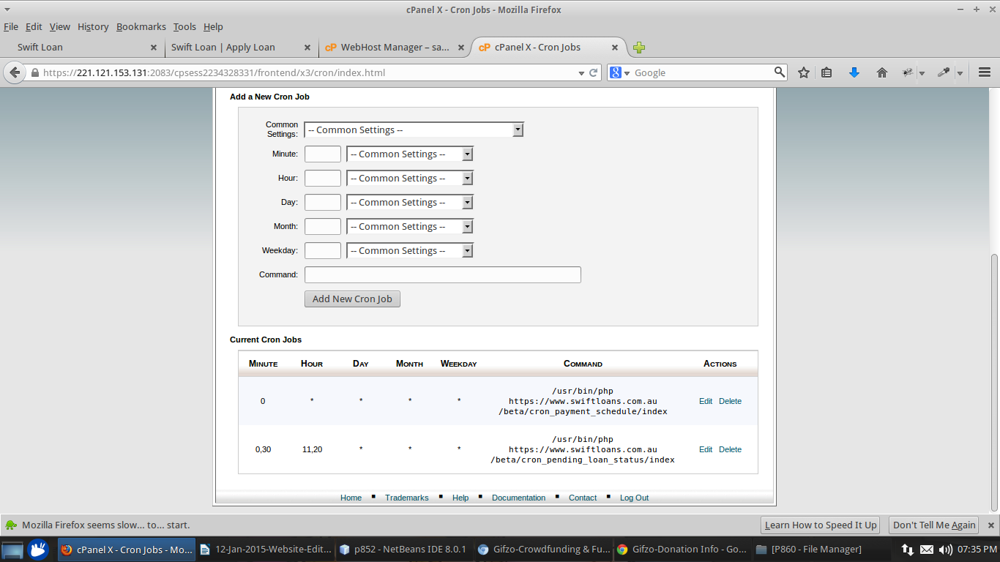 cPanel X - Cron Jobs - Mozilla Firefox
File Edit View History Bookmarks Tools Help
Swift Loan
Swift Loan | Apply Loan
cP WebHost Manager – sa...
cP cPanel X - Cron Jobs
https://221.121.153.131:2083/cpsess2234328331/frontend/x3/cron/index.html
Google
Add a New Cron Job
Common Settings: -- Common Settings --
Minute: -- Common Settings --
Hour: -- Common Settings --
Day: -- Common Settings --
Month: -- Common Settings --
Weekday: -- Common Settings --
Command:
Add New Cron Job
Current Cron Jobs
Minute Hour Day Month Weekday Command Actions
/usr/bin/php
0 * * * * https://www.swiftloans.com.au Edit Delete
/beta/cron_payment_schedule/index
/usr/bin/php
0,30 11,20 * * * https://www.swiftloans.com.au Edit Delete
/beta/cron_pending_loan_status/index
Home Trademarks Help Documentation Contact Log Out
Mozilla Firefox seems slow... to... start. Learn How to Speed It Up Don't Tell Me Again
cPanel X - Cron Jobs - Mo... 12-Jan-2015-Website-Edit... p852 - NetBeans IDE 8.0.1 Gifzo-Crowdfunding & Fu... Gifzo-Donation Info - Go... [P860 - File Manager] 07:35 PM